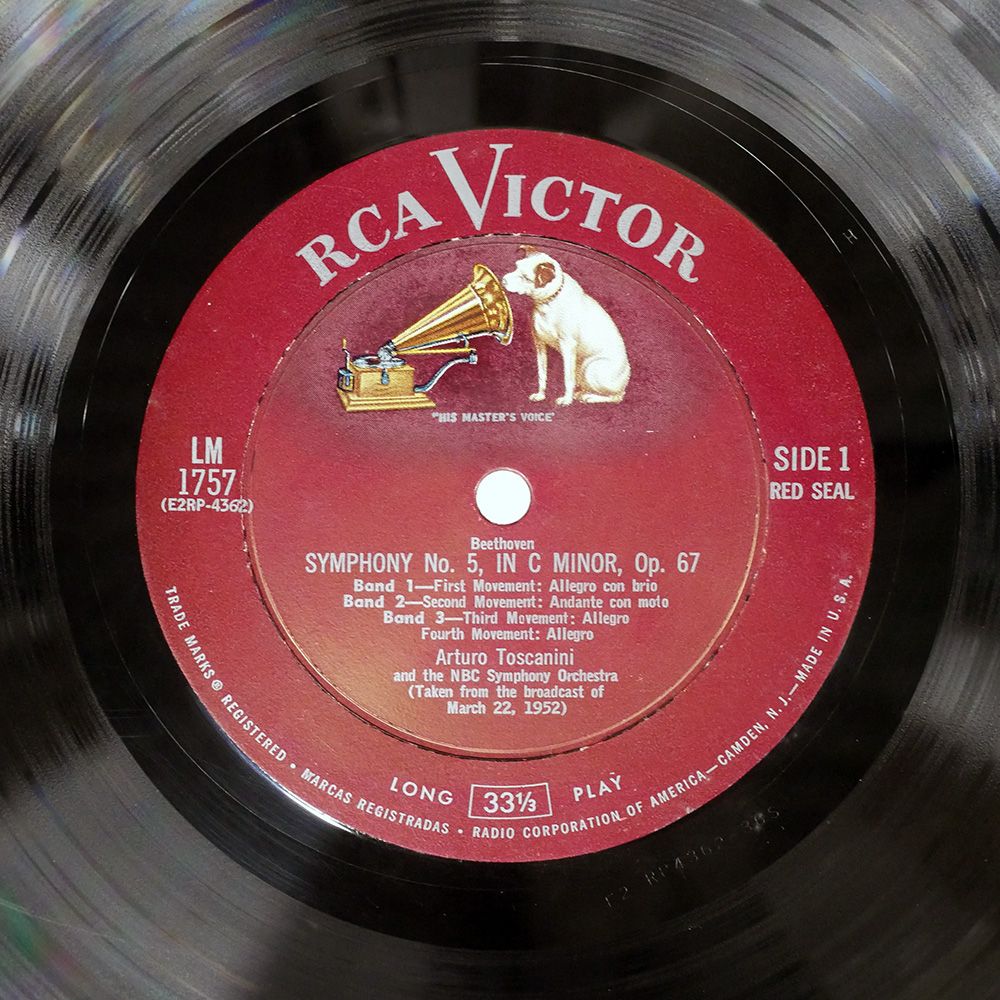 RCA VICTOR
"HIS MASTER'S VOICE"
LM
1757
(E2RP-4362)
SIDE 1
RED SEAL
Beethoven
SYMPHONY No. 5, IN C MINOR, Op. 67
Band 1—First Movement: Allegro con brio
Band 2—Second Movement: Andante con moto
Band 3—Third Movement: Allegro
Fourth Movement: Allegro
Arturo Toscanini
and the NBC Symphony Orchestra
(Taken from the broadcast of
March 22, 1952)
LONG 33⅓ PLAY
TRADE MARKS ® REGISTERED • MARCAS REGISTRADAS • RADIO CORPORATION OF AMERICA—CAMDEN, N. J.—MADE IN U. S. A.
E2 RP4362